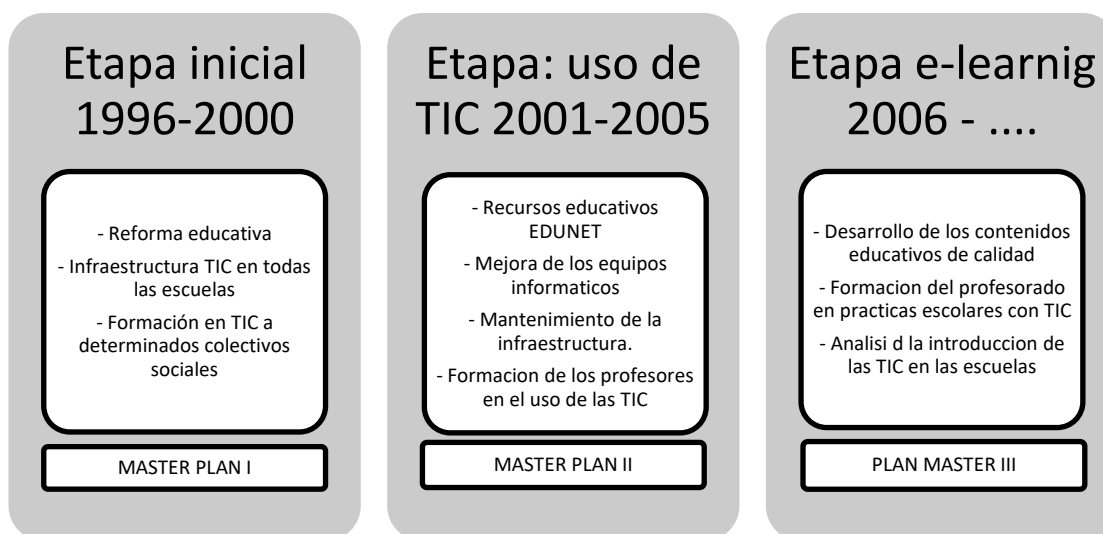 Etapa inicial
1996-2000
- Reforma educativa
- Infraestructura TIC en todas
las escuelas
- Formación en TIC a
determinados colectivos
sociales
MASTER PLAN I
Etapa: uso de
TIC 2001-2005
- Recursos educativos
EDUNET
- Mejora de los equipos
informaticos
- Mantenimiento de la
infraestructura.
- Formacion de los profesores
en el uso de las TIC
MASTER PLAN II
Etapa e-learnig
2006 - ....
- Desarrollo de los contenidos
educativos de calidad
- Formacion del profesorado
en practicas escolares con TIC
- Analisi d la introduccion de
las TIC en las escuelas
PLAN MASTER III